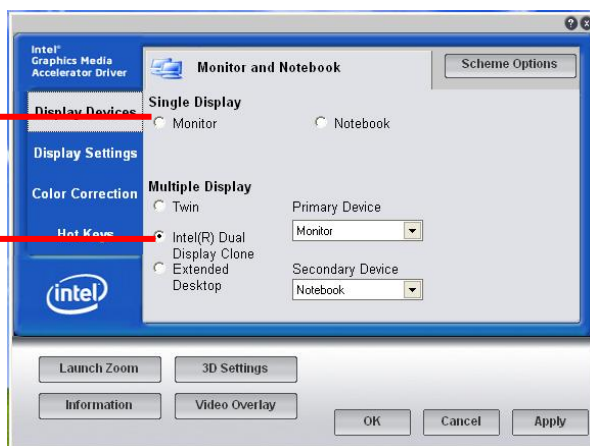 Intel®
Graphics Media
Accelerator Driver
Monitor and Notebook
Scheme Options
Display Devices
Display Settings
Color Correction
Hot Keys
intel
Single Display
Monitor
Notebook
Multiple Display
Twin
Intel(R) Dual
Display Clone
Extended
Desktop
Primary Device
Monitor
Secondary Device
Notebook
Launch Zoom
3D Settings
Information
Video Overlay
OK
Cancel
Apply